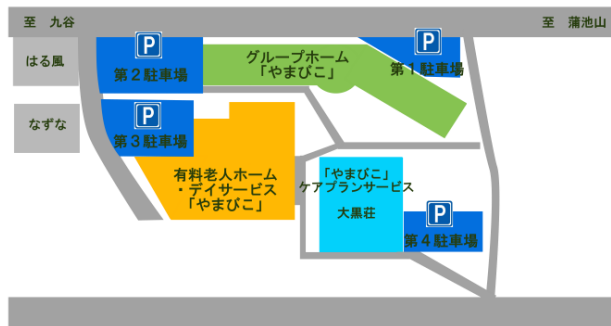 至 九谷
至 蒲池山
はる風
P
第2駐車場
グループホーム
「やまびこ」
P
第1駐車場
なずな
P
第3駐車場
有料老人ホーム
・デイサービス
「やまびこ」
「やまびこ」
ケアプランサービス
大黒荘
P
第4駐車場